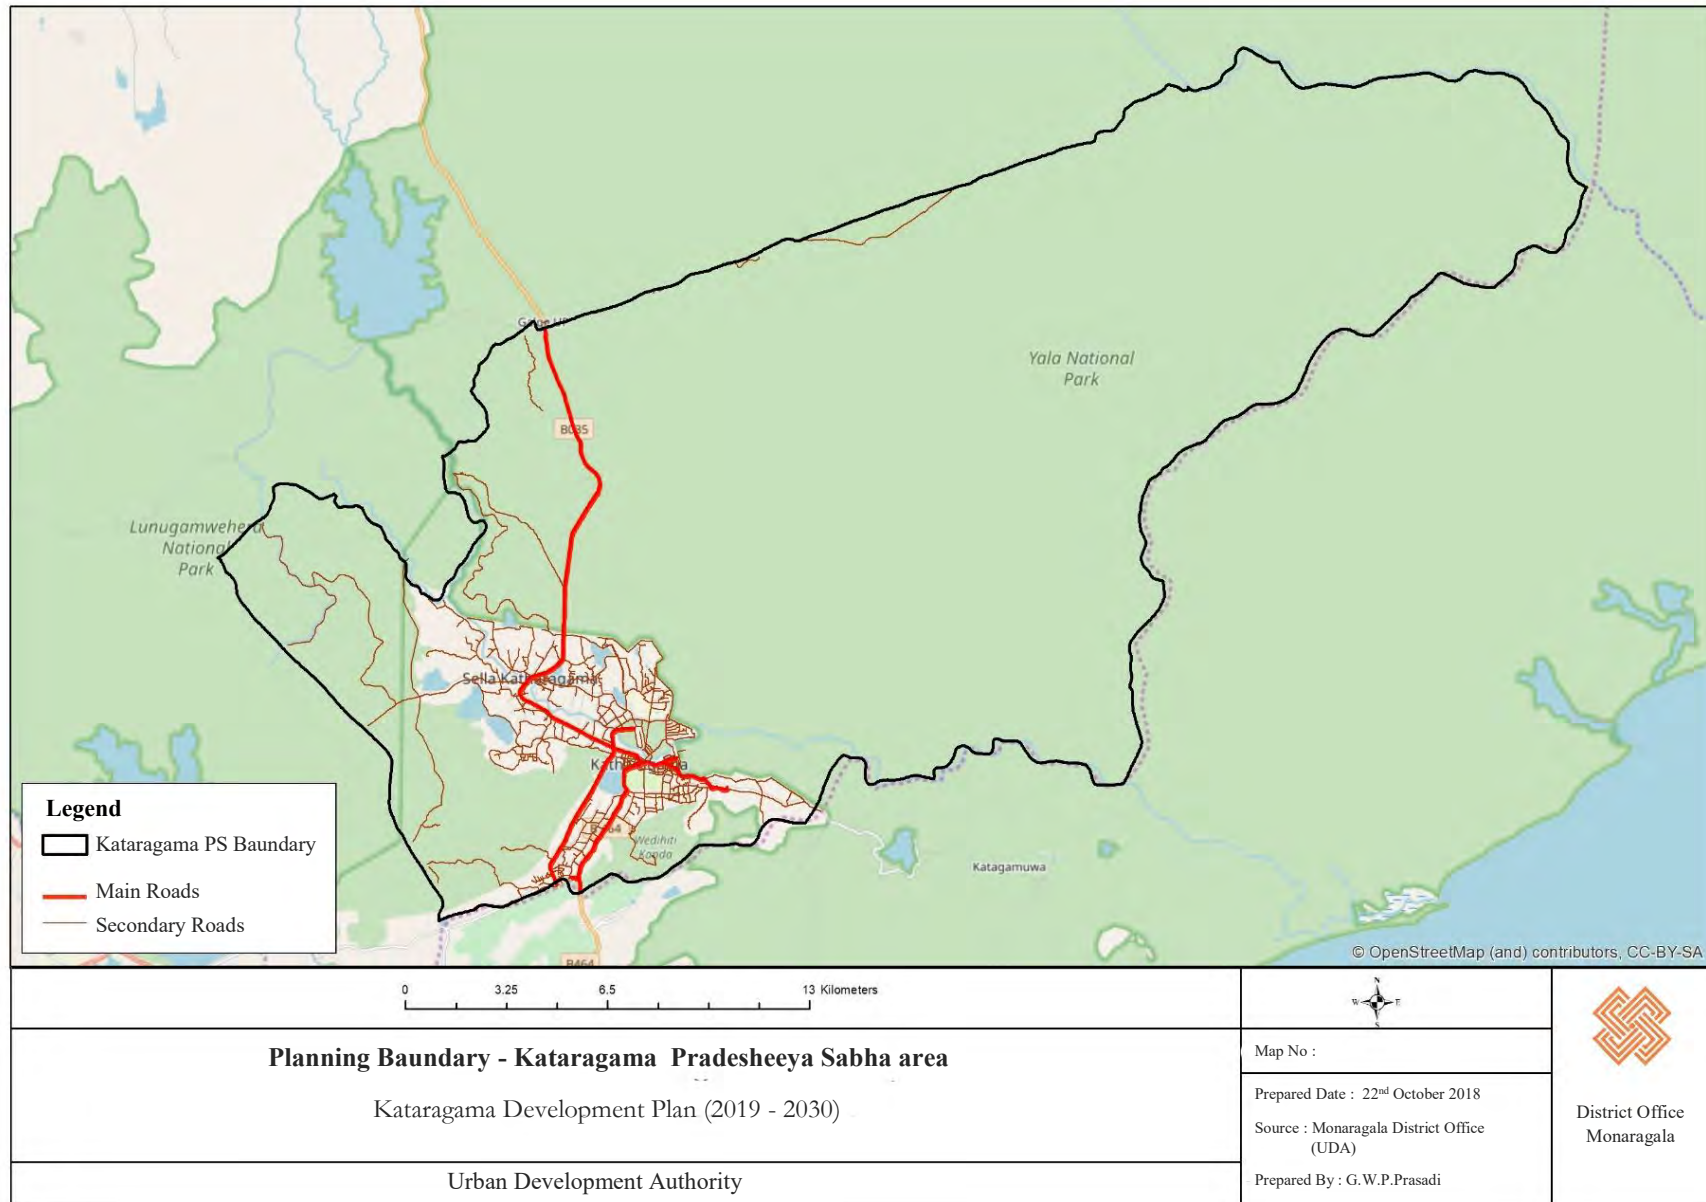 Galge
B035
Yala National
Park
Lunugamwehera
National
Park
Sella Katharagama
Wedihiti
Kanda
Katagamuwa
B464
Legend
Kataragama PS Baundary
Main Roads
Secondary Roads
© OpenStreetMap (and) contributors, CC-BY-SA
0 3.25 6.5 13 Kilometers
N
W E
S
Planning Baundary - Kataragama Pradesheeya Sabha area
Kataragama Development Plan (2019 - 2030)
Urban Development Authority
Map No :
Prepared Date : 22nd October 2018
Source : Monaragala District Office
(UDA)
Prepared By : G.W.P.Prasadi
District Office
Monaragala